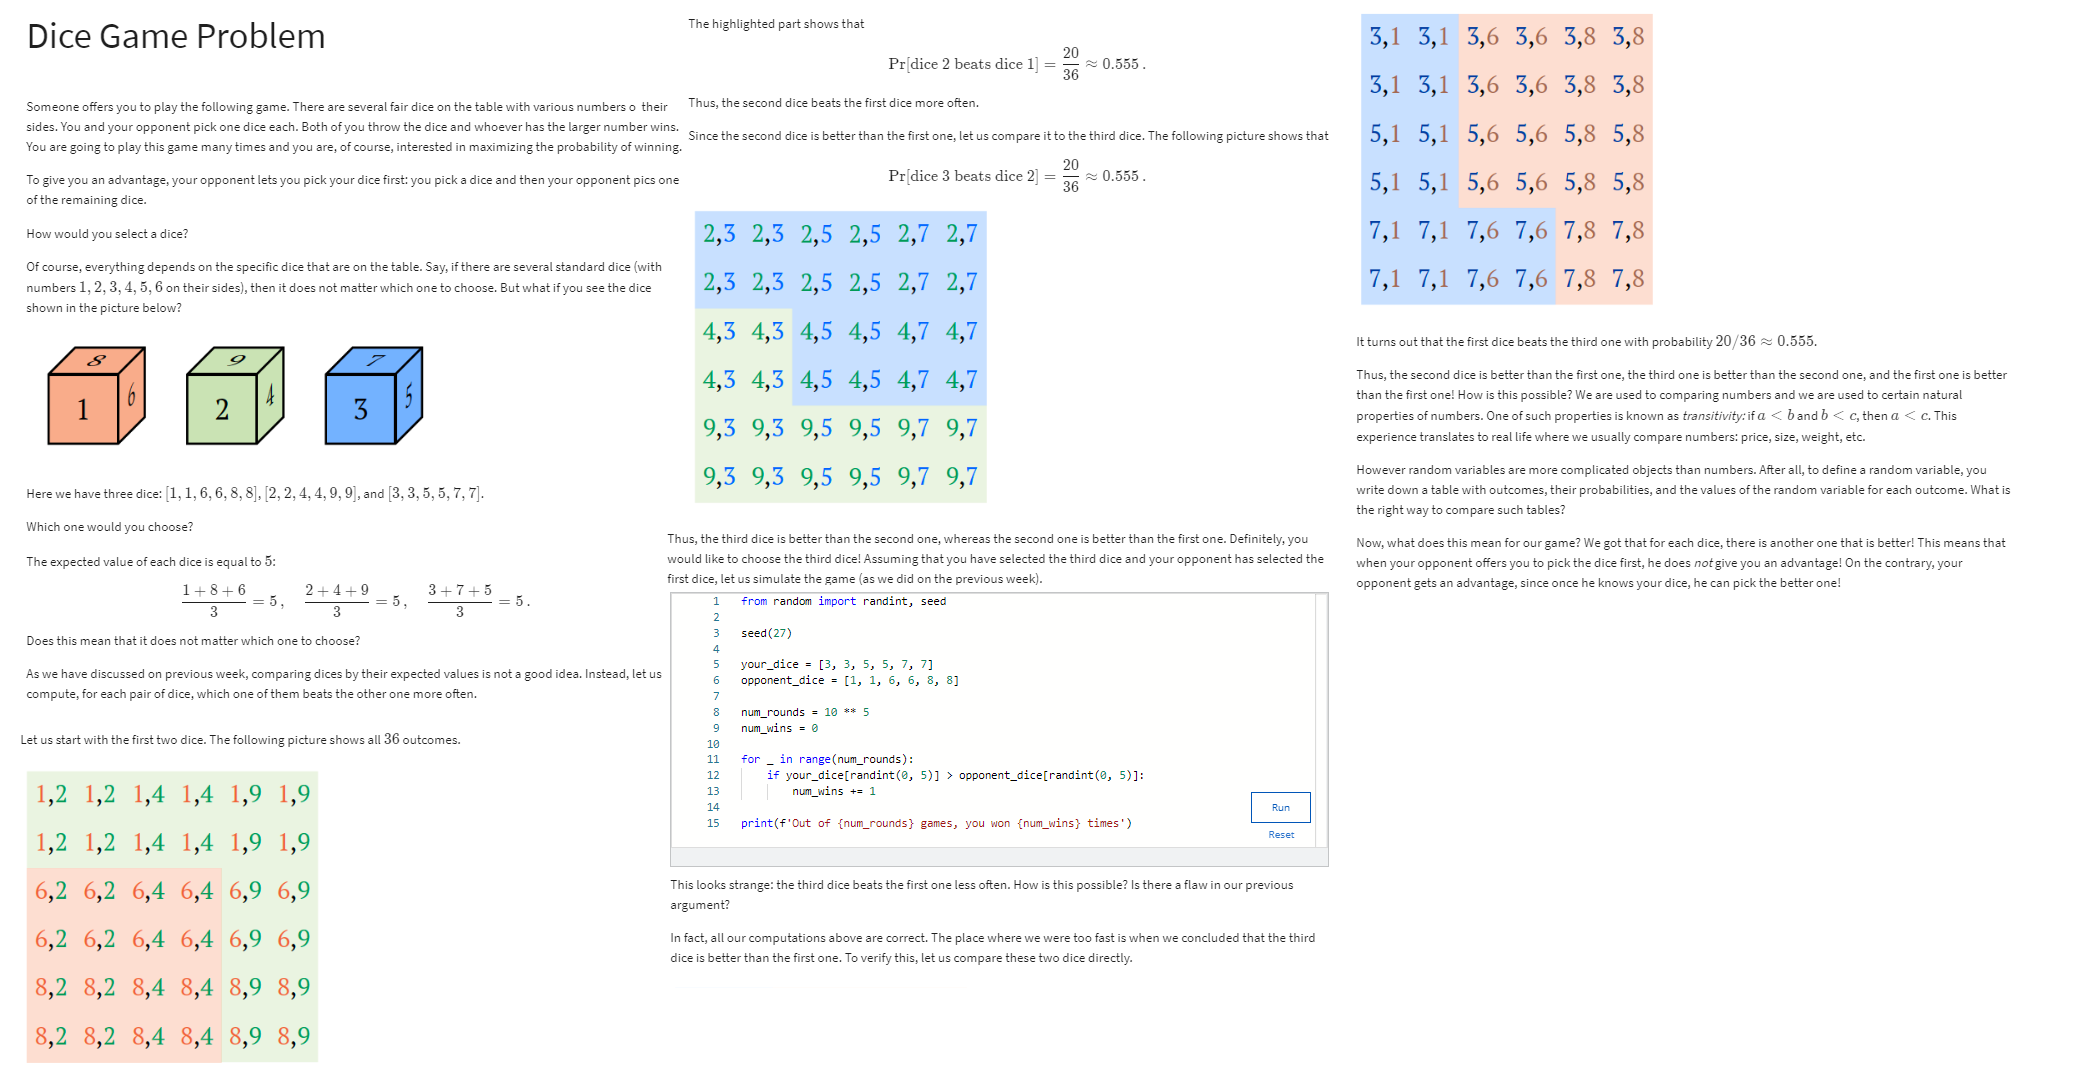 Dice Game Problem
Someone offers you to play the following game. There are several fair dice on the table with various numbers o their
sides. You and your opponent pick one dice each. Both of you throw the dice and whoever has the larger number wins.
You are going to play this game many times and you are, of course, interested in maximizing the probability of winning.
To give you an advantage, your opponent lets you pick your dice first: you pick a dice and then your opponent pics one
of the remaining dice.
How would you select a dice?
Of course, everything depends on the specific dice that are on the table. Say, if there are several standard dice (with
numbers 1, 2, 3, 4, 5, 6 on their sides), then it does not matter which one to choose. But what if you see the dice
shown in the picture below?
8 9 7
1 6 2 4 3 5
Here we have three dice: [1, 1, 6, 6, 8, 8], [2, 2, 4, 4, 9, 9], and [3, 3, 5, 5, 7, 7].
Which one would you choose?
The expected value of each dice is equal to 5:
1 + 8 + 6 / 3 = 5, 2 + 4 + 9 / 3 = 5, 3 + 7 + 5 / 3 = 5.
Does this mean that it does not matter which one to choose?
As we have discussed on previous week, comparing dices by their expected values is not a good idea. Instead, let us
compute, for each pair of dice, which one of them beats the other one more often.
Let us start with the first two dice. The following picture shows all 36 outcomes.
1,2 1,2 1,4 1,4 1,9 1,9
1,2 1,2 1,4 1,4 1,9 1,9
6,2 6,2 6,4 6,4 6,9 6,9
6,2 6,2 6,4 6,4 6,9 6,9
8,2 8,2 8,4 8,4 8,9 8,9
8,2 8,2 8,4 8,4 8,9 8,9
The highlighted part shows that
Pr[dice 2 beats dice 1] = 20/36 ≈ 0.555 .
Thus, the second dice beats the first dice more often.
Since the second dice is better than the first one, let us compare it to the third dice. The following picture shows that
Pr[dice 3 beats dice 2] = 20/36 ≈ 0.555 .
2,3 2,3 2,5 2,5 2,7 2,7
2,3 2,3 2,5 2,5 2,7 2,7
4,3 4,3 4,5 4,5 4,7 4,7
4,3 4,3 4,5 4,5 4,7 4,7
9,3 9,3 9,5 9,5 9,7 9,7
9,3 9,3 9,5 9,5 9,7 9,7
Thus, the third dice is better than the second one, whereas the second one is better than the first one. Definitely, you
would like to choose the third dice! Assuming that you have selected the third dice and your opponent has selected the
first dice, let us simulate the game (as we did on the previous week).
1 from random import randint, seed
2
3 seed(27)
4
5 your_dice = [3, 3, 5, 5, 7, 7]
6 opponent_dice = [1, 1, 6, 6, 8, 8]
7
8 num_rounds = 10 ** 5
9 num_wins = 0
10
11 for _ in range(num_rounds):
12 if your_dice[randint(0, 5)] > opponent_dice[randint(0, 5)]:
13 num_wins += 1
14
15 print(f'Out of {num_rounds} games, you won {num_wins} times')
Run
Reset
This looks strange: the third dice beats the first one less often. How is this possible? Is there a flaw in our previous
argument?
In fact, all our computations above are correct. The place where we were too fast is when we concluded that the third
dice is better than the first one. To verify this, let us compare these two dice directly.
3,1 3,1 3,6 3,6 3,8 3,8
3,1 3,1 3,6 3,6 3,8 3,8
5,1 5,1 5,6 5,6 5,8 5,8
5,1 5,1 5,6 5,6 5,8 5,8
7,1 7,1 7,6 7,6 7,8 7,8
7,1 7,1 7,6 7,6 7,8 7,8
It turns out that the first dice beats the third one with probability 20/36 ≈ 0.555.
Thus, the second dice is better than the first one, the third one is better than the second one, and the first one is better
than the first one! How is this possible? We are used to comparing numbers and we are used to certain natural
properties of numbers. One of such properties is known as transitivity: if a < b and b < c, then a < c. This
experience translates to real life where we usually compare numbers: price, size, weight, etc.
However random variables are more complicated objects than numbers. After all, to define a random variable, you
write down a table with outcomes, their probabilities, and the values of the random variable for each outcome. What is
the right way to compare such tables?
Now, what does this mean for our game? We got that for each dice, there is another one that is better! This means that
when your opponent offers you to pick the dice first, he does not give you an advantage! On the contrary, your
opponent gets an advantage, since once he knows your dice, he can pick the better one!